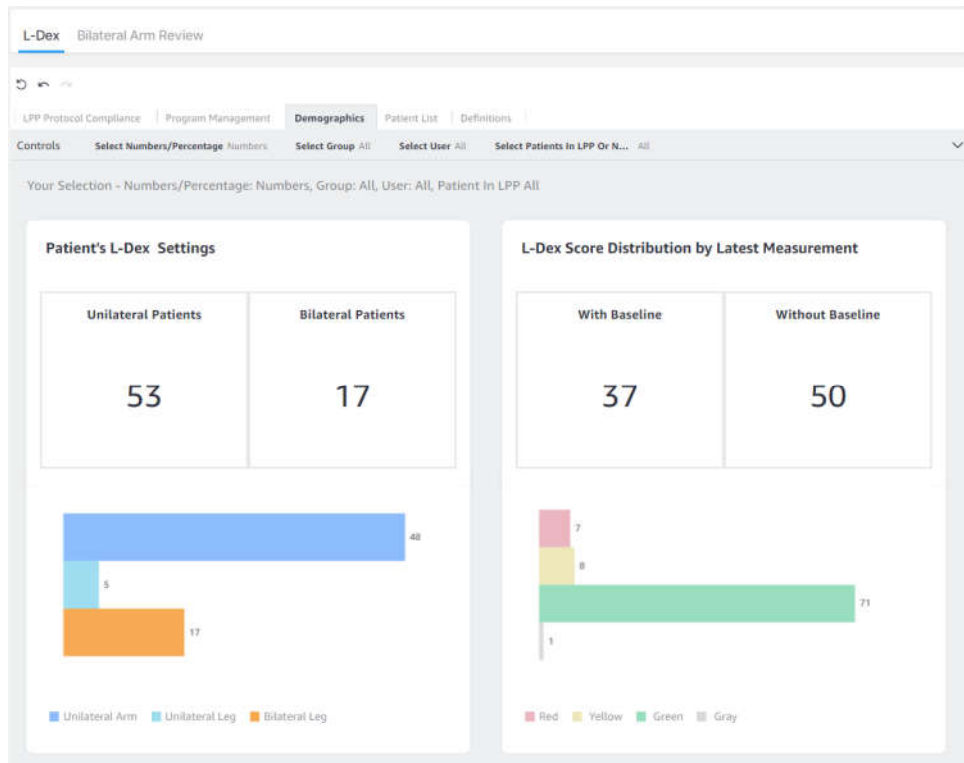 L-Dex Bilateral Arm Review
LPP Protocol Compliance Program Management Demographics Patient List Definitions
Controls Select Numbers/Percentage Numbers Select Group All Select User All Select Patients In LPP Or N... All
Your Selection - Numbers/Percentage: Numbers, Group: All, User: All, Patient In LPP All
Patient's L-Dex Settings
Unilateral Patients Bilateral Patients
53 17
48
5
17
Unilateral Arm Unilateral Leg Bilateral Leg
L-Dex Score Distribution by Latest Measurement
With Baseline Without Baseline
37 50
7
8
71
1
Red Yellow Green Gray